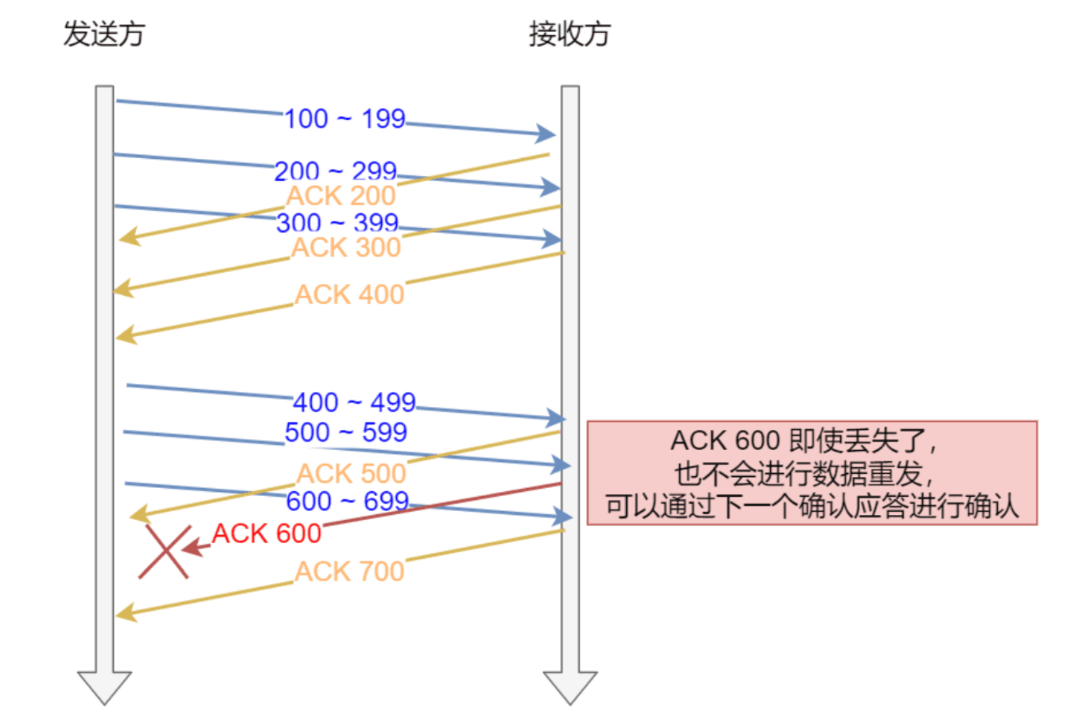 发送方
接收方
100 ~ 199
200 ~ 299
ACK 200
300 ~ 399
ACK 300
ACK 400
400 ~ 499
500 ~ 599
ACK 500
600 ~ 699
ACK 600
ACK 700
ACK 600 即使丢失了，
也不会进行数据重发，
可以通过下一个确认应答进行确认